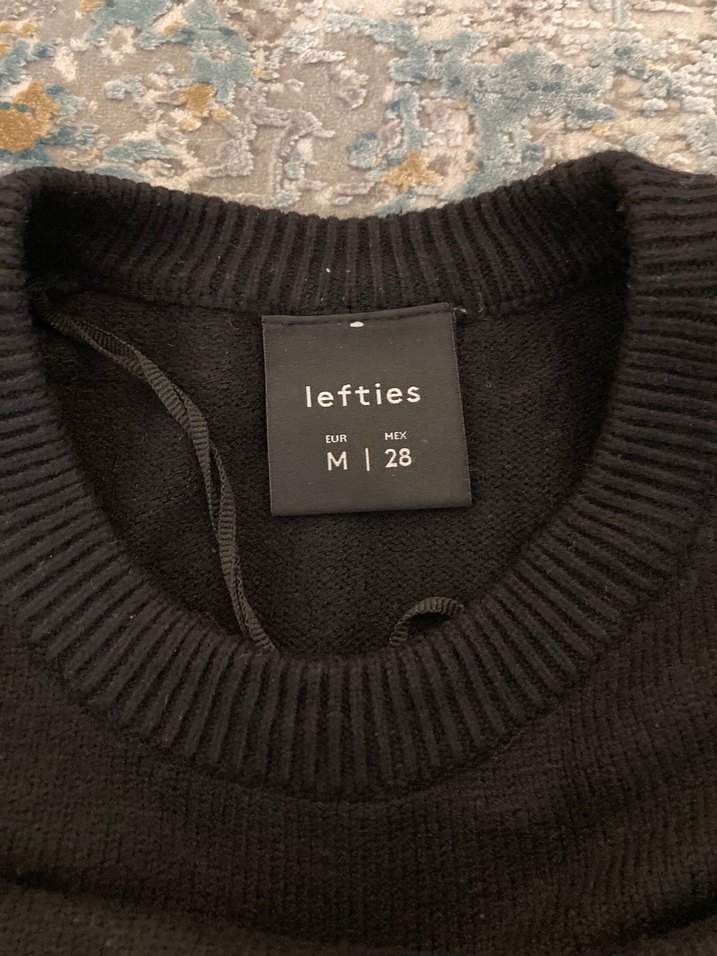 lefties
EUR MEX
M | 28